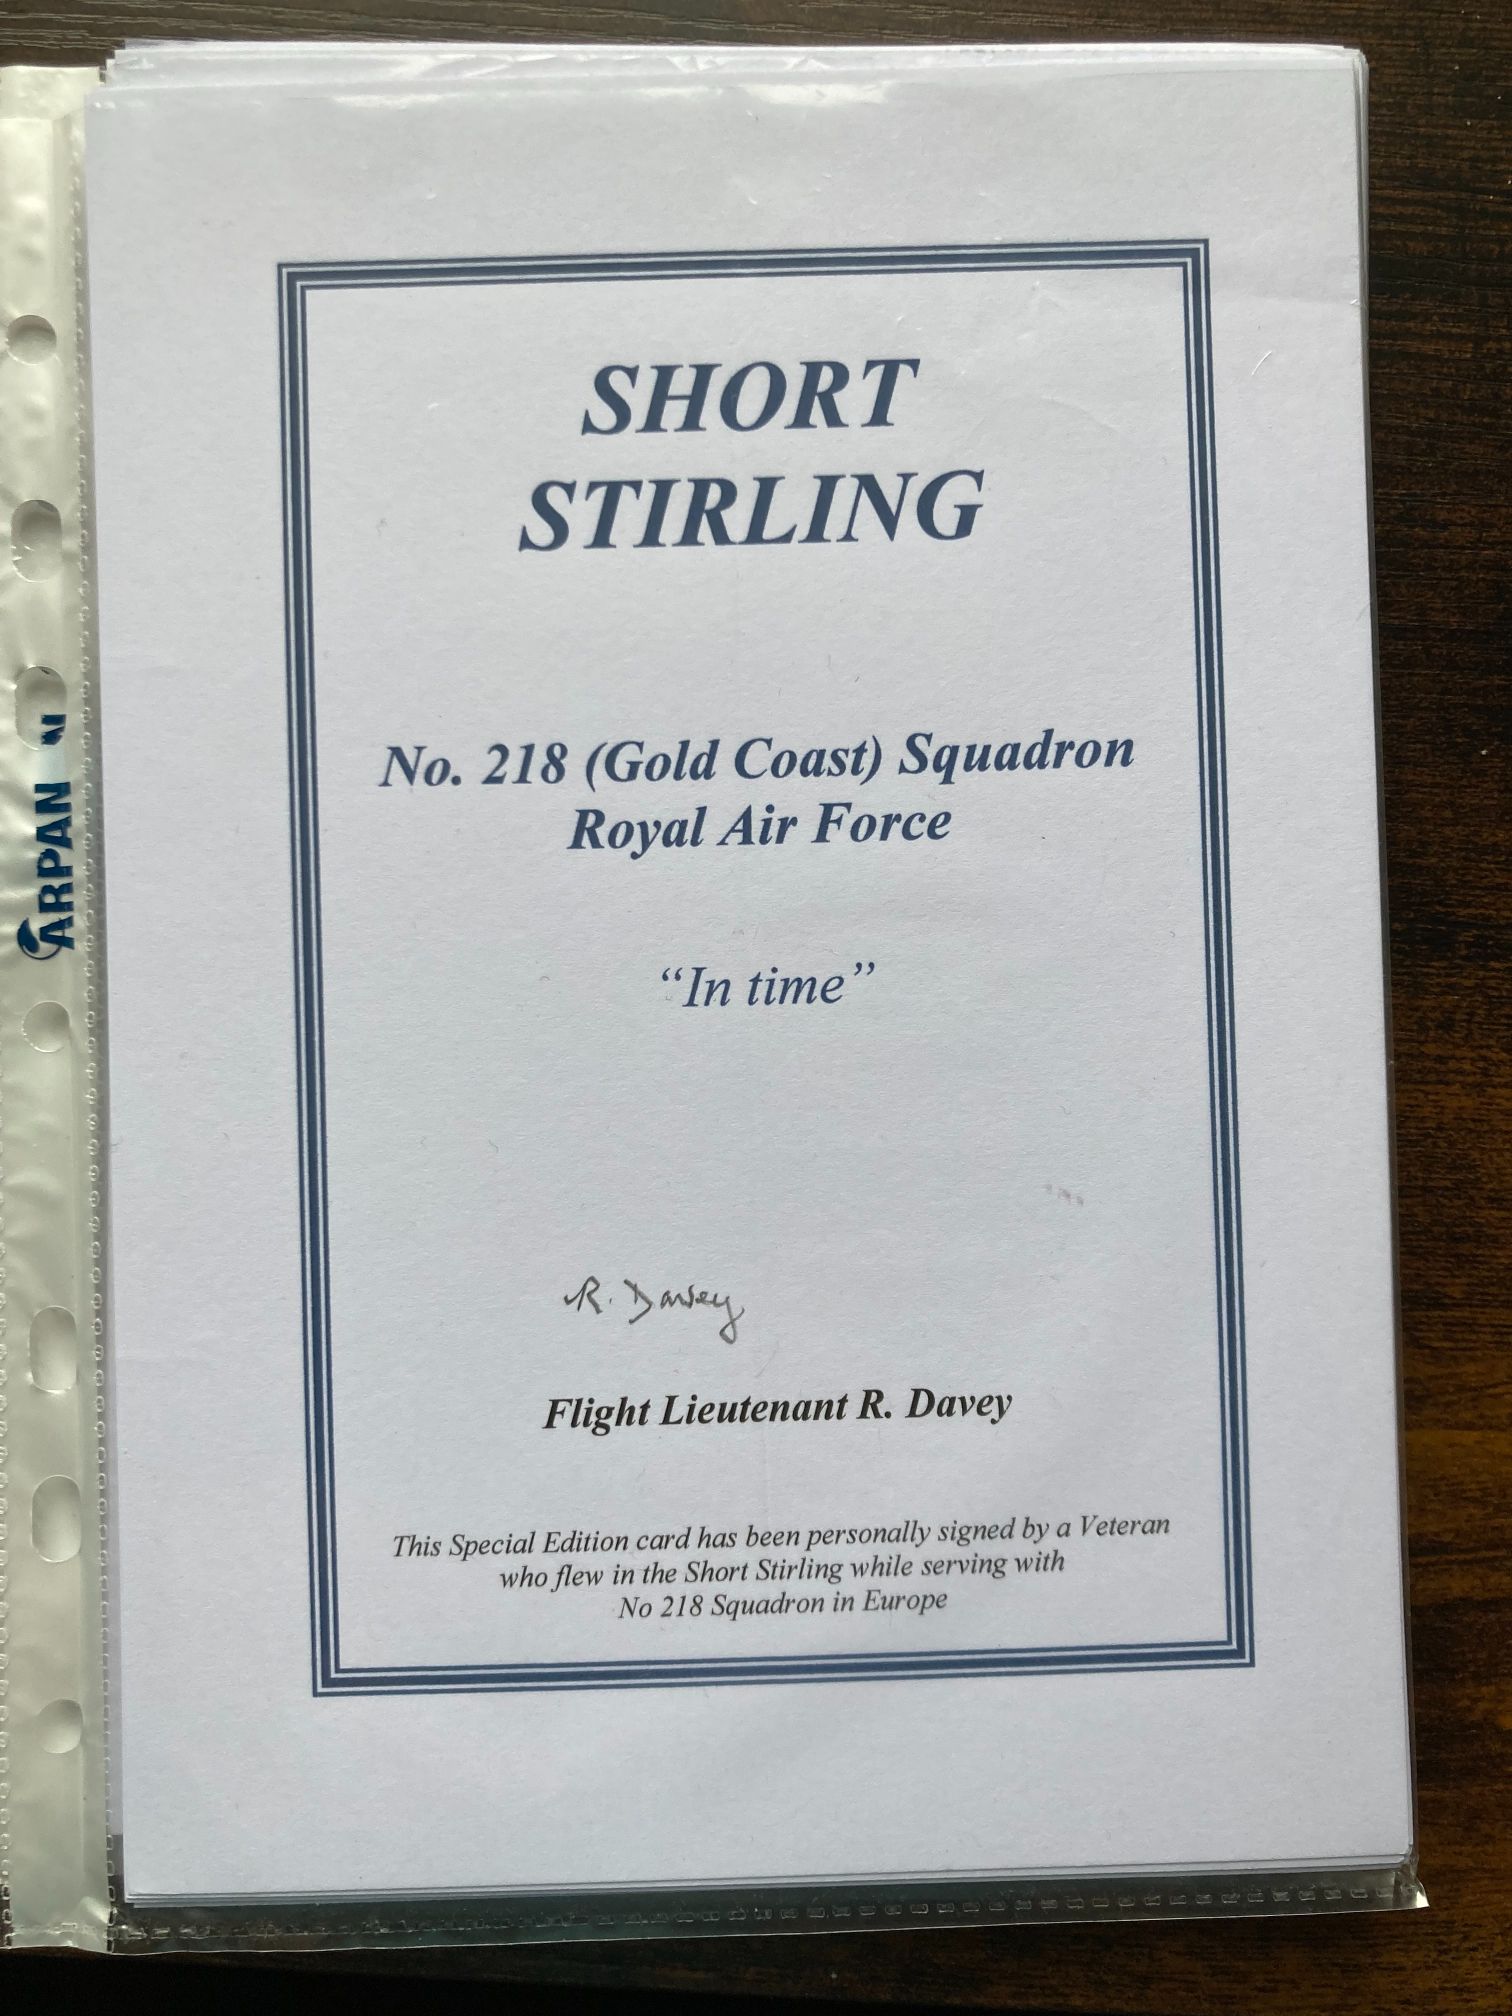 SHORT
STIRLING
No. 218 (Gold Coast) Squadron
Royal Air Force
“In time”
R. Davey
Flight Lieutenant R. Davey
This Special Edition card has been personally signed by a Veteran
who flew in the Short Stirling while serving with
No 218 Squadron in Europe
ARPAN